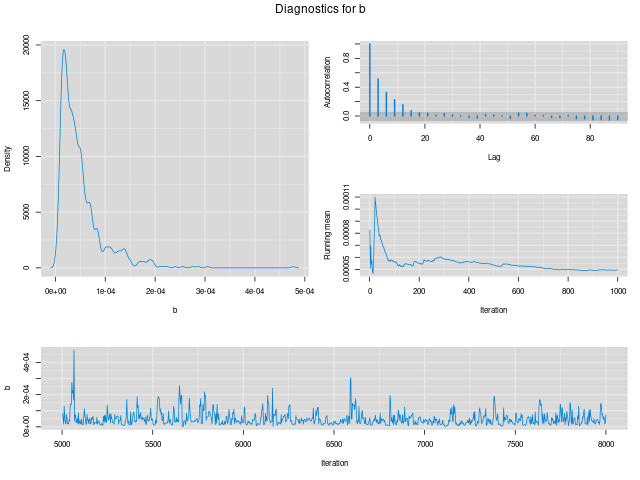 Diagnostics for b
Density
0
5000
10000
15000
20000
0e+00
1e-04
2e-04
3e-04
4e-04
5e-04
b
Autocorrelation
0.0
0.4
0.8
0
20
40
60
80
Lag
Running mean
0.00005
0.00008
0.00011
0
200
400
600
800
1000
Iteration
b
0e+00
2e-04
4e-04
5000
5500
6000
6500
7000
7500
8000
Iteration